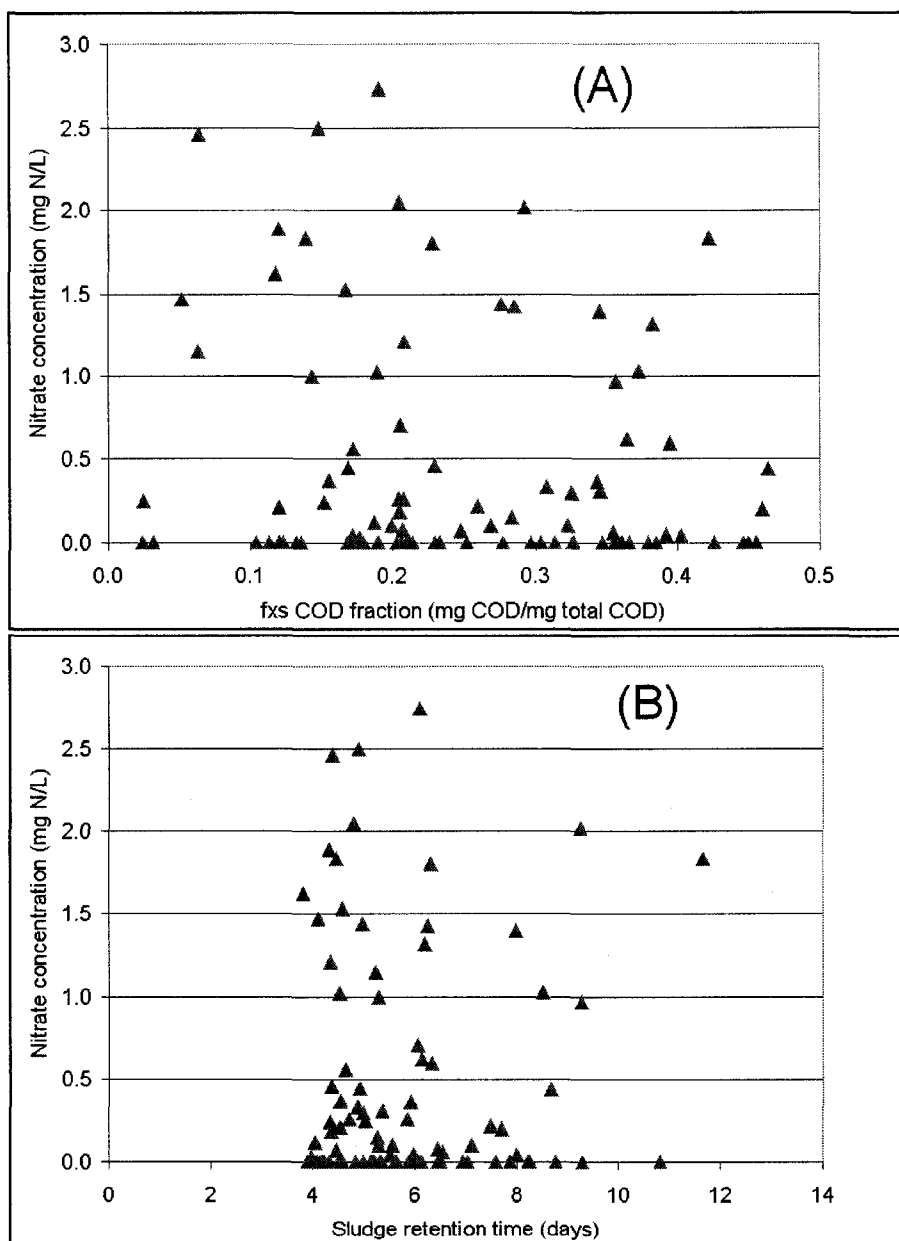 3.0
(A)
2.5
2.0
1.5
1.0
0.5
0.0
Nitrate concentration (mg N/L)
0.0 0.1 0.2 0.3 0.4 0.5
fxs COD fraction (mg COD/mg total COD)
3.0
(B)
2.5
2.0
1.5
1.0
0.5
0.0
Nitrate concentration (mg N/L)
0 2 4 6 8 10 12 14
Sludge retention time (days)